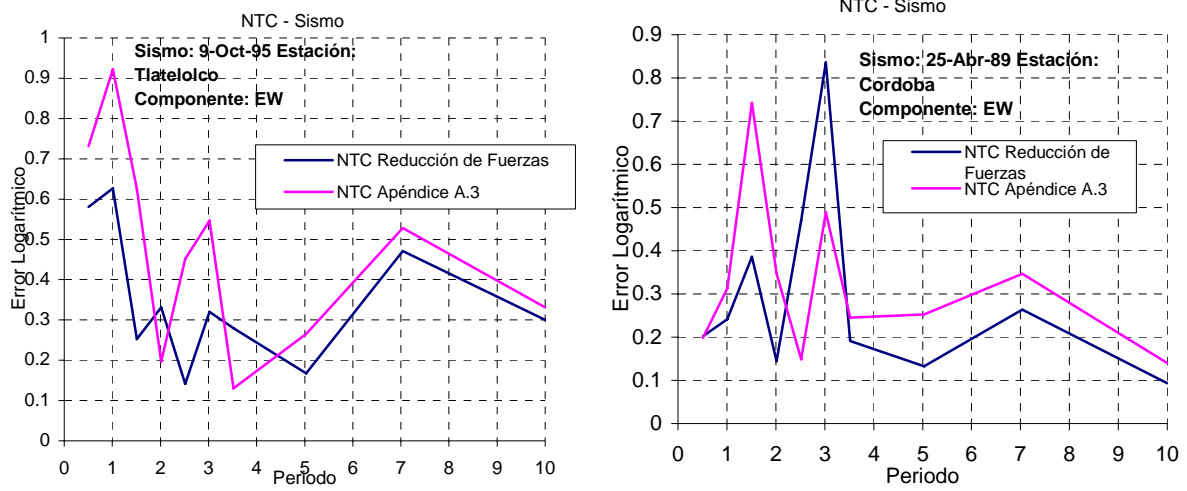 NTC - Sismo
Sismo: 9-Oct-95 Estación:
Tlatelolco
Componente: EW
NTC Reducción de Fuerzas
NTC Apéndice A.3
Error Logarítmico
1
0.9
0.8
0.7
0.6
0.5
0.4
0.3
0.2
0.1
0
0 1 2 3 4 5 6 7 8 9 10
Periodo
NTC - Sismo
Sismo: 25-Abr-89 Estación:
Cordoba
Componente: EW
NTC Reducción de
Fuerzas
NTC Apéndice A.3
Error Logarítmico
0.9
0.8
0.7
0.6
0.5
0.4
0.3
0.2
0.1
0
0 1 2 3 4 5 6 7 8 9 10
Periodo